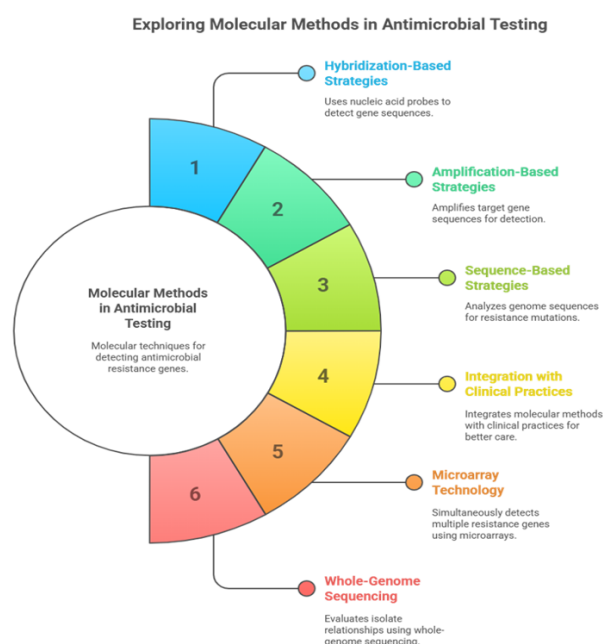 Exploring Molecular Methods in Antimicrobial Testing
Hybridization-Based
Strategies
Uses nucleic acid probes to
detect gene sequences.
1
Amplification-Based
Strategies
Amplifies target gene
sequences for detection.
2
Sequence-Based
Strategies
Analyzes genome sequences
for resistance mutations.
3
Molecular Methods
in Antimicrobial
Testing
Molecular techniques for
detecting antimicrobial
resistance genes.
4
Integration with
Clinical Practices
Integrates molecular methods
with clinical practices for
better care.
5
Microarray
Technology
Simultaneously detects
multiple resistance genes
using microarrays.
6
Whole-Genome
Sequencing
Evaluates isolate
relationships using whole-
genome sequencing.